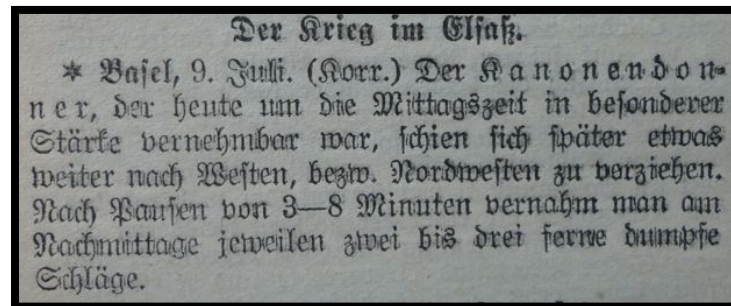 Der Krieg im Elsaß.
* Basel, 9. Juli. (Korr.) Der Kanonendon-
ner, der heute um die Mittagszeit in besonderer
Stärke vernehmbar war, schien sich später etwas
weiter nach Westen, bezw. Nordwesten zu verziehen.
Nach Pausen von 3—8 Minuten vernahm man am
Nachmittage jeweilen zwei bis drei ferne dumpfe
Schläge.